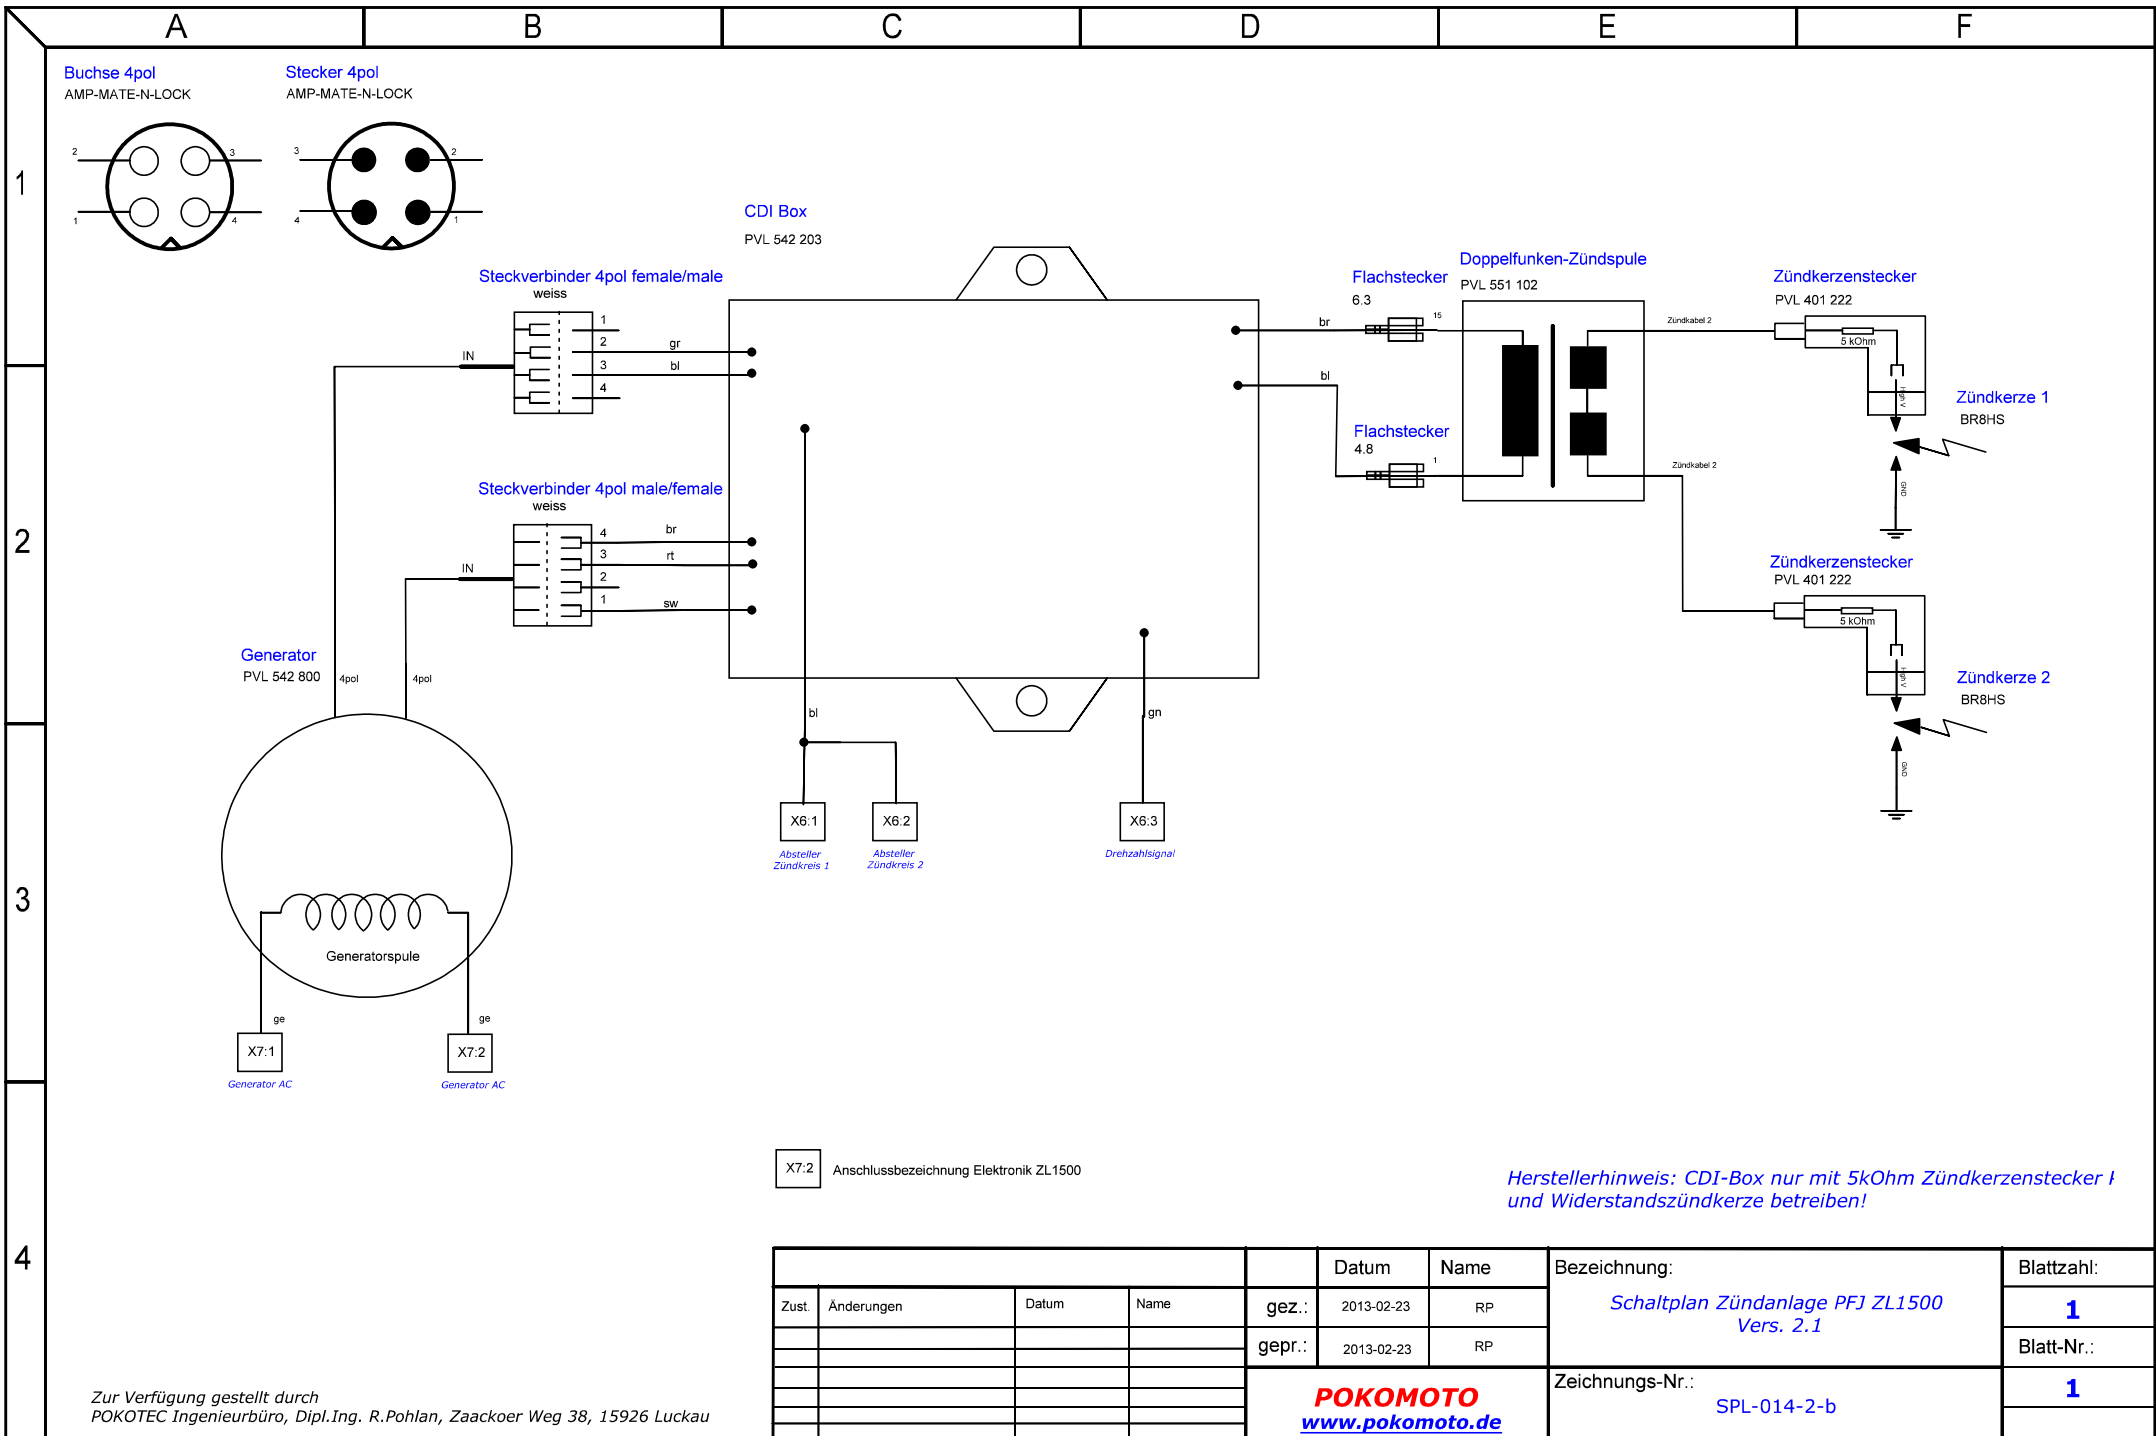 A B C D E F
1
2
3
4
Buchse 4pol
AMP-MATE-N-LOCK
2
3
1
4
Stecker 4pol
AMP-MATE-N-LOCK
3
2
4
1
CDI Box
PVL 542 203
Steckverbinder 4pol female/male
weiss
1
2
3
4
gr
bl
IN
Steckverbinder 4pol male/female
weiss
4
3
2
1
br
rt
sw
IN
Generator
PVL 542 800
4pol
4pol
Generatorspule
ge
ge
X7:1
X7:2
Generator AC
Generator AC
bl
X6:1
X6:2
Absteller
Zündkreis 1
Absteller
Zündkreis 2
gn
X6:3
Drehzahlsignal
br
bl
Flachstecker
6.3
15
Flachstecker
4.8
1
Doppelfunken-Zündspule
PVL 551 102
Zündkabel 2
Zündkabel 2
Zündkerzenstecker
PVL 401 222
5 kOhm
High V
Zündkerze 1
BR8HS
GND
Zündkerzenstecker
PVL 401 222
5 kOhm
High V
Zündkerze 2
BR8HS
GND
X7:2 Anschlussbezeichnung Elektronik ZL1500
Herstellerhinweis: CDI-Box nur mit 5kOhm Zündkerzenstecker
und Widerstandszündkerze betreiben!
Zust. Änderungen Datum Name
Datum Name
gez.: 2013-02-23 RP
gepr.: 2013-02-23 RP
Bezeichnung:
Schaltplan Zündanlage PFJ ZL1500
Vers. 2.1
Blattzahl:
1
Blatt-Nr.:
1
POKOMOTO
www.pokomoto.de
Zeichnungs-Nr.:
SPL-014-2-b
Zur Verfügung gestellt durch
POKOTEC Ingenieurbüro, Dipl.Ing. R.Pohlan, Zaackoer Weg 38, 15926 Luckau